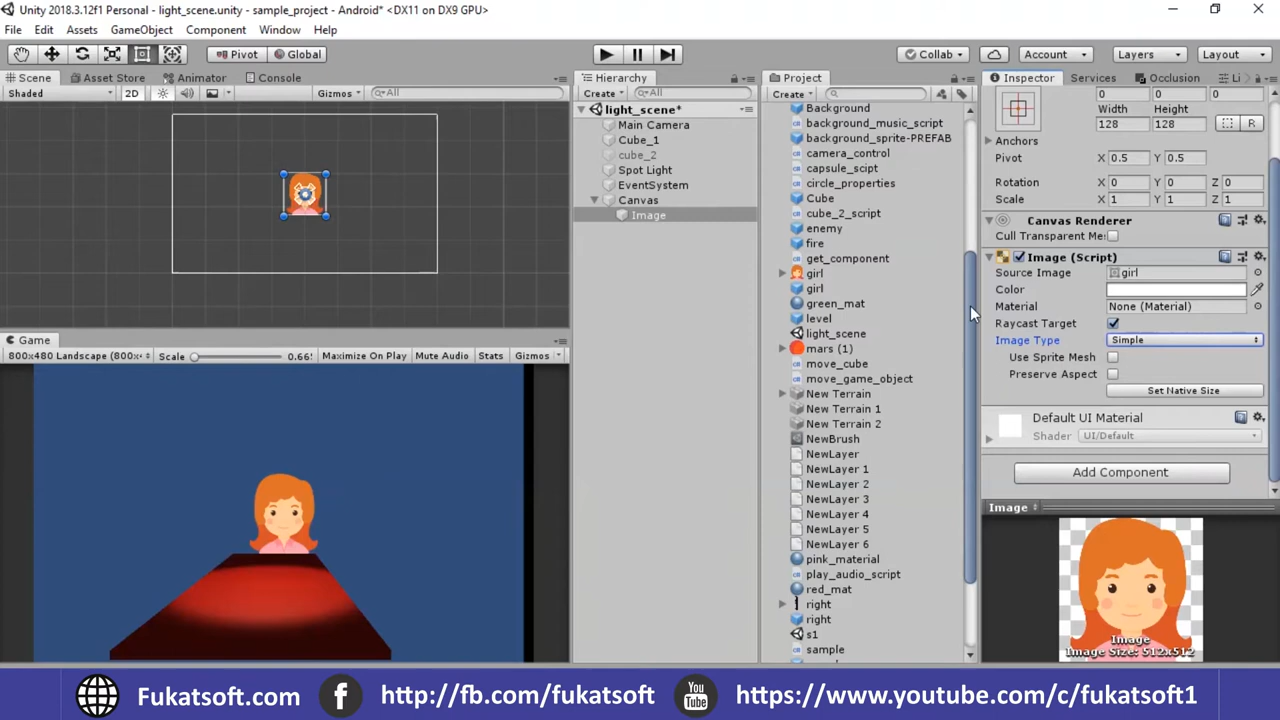 Unity 2018.3.12f1 Personal - light_scene.unity - sample_project - Android* <DX11 on DX9 GPU>
File Edit Assets GameObject Component Window Help
Pivot Global Collab Account Layers Layout
Scene Asset Store Animator Console
Shaded 2D Gizmos All
Game
800x480 Landscape (800x Scale 0.66 Maximize On Play Mute Audio Stats Gizmos
Hierarchy
Create All
light_scene*
Main Camera
Cube_1
cube_2
Spot Light
EventSystem
Canvas
Image
Project
Create
Background
background_music_script
background_sprite-PREFAB
camera_control
capsule_scipt
circle_properties
Cube
cube_2_script
enemy
fire
get_component
girl
girl
green_mat
level
light_scene
mars (1)
move_cube
move_game_object
New Terrain
New Terrain 1
New Terrain 2
NewBrush
NewLayer
NewLayer 1
NewLayer 2
NewLayer 3
NewLayer 4
NewLayer 5
NewLayer 6
pink_material
play_audio_script
red_mat
right
right
s1
sample
Inspector Services Occlusion Li
0 0 0
Width Height
128 128 R
Anchors
Pivot X 0.5 Y 0.5
Rotation X 0 Y 0 Z 0
Scale X 1 Y 1 Z 1
Canvas Renderer
Cull Transparent Me
Image (Script)
Source Image girl
Color
Material None (Material)
Raycast Target
Image Type Simple
Use Sprite Mesh
Preserve Aspect
Set Native Size
Default UI Material
Shader UI/Default
Add Component
Image
Image
Image Size: 512x512
Fukatsoft.com http://fb.com/fukatsoft You Tube https://www.youtube.com/c/fukatsoft1